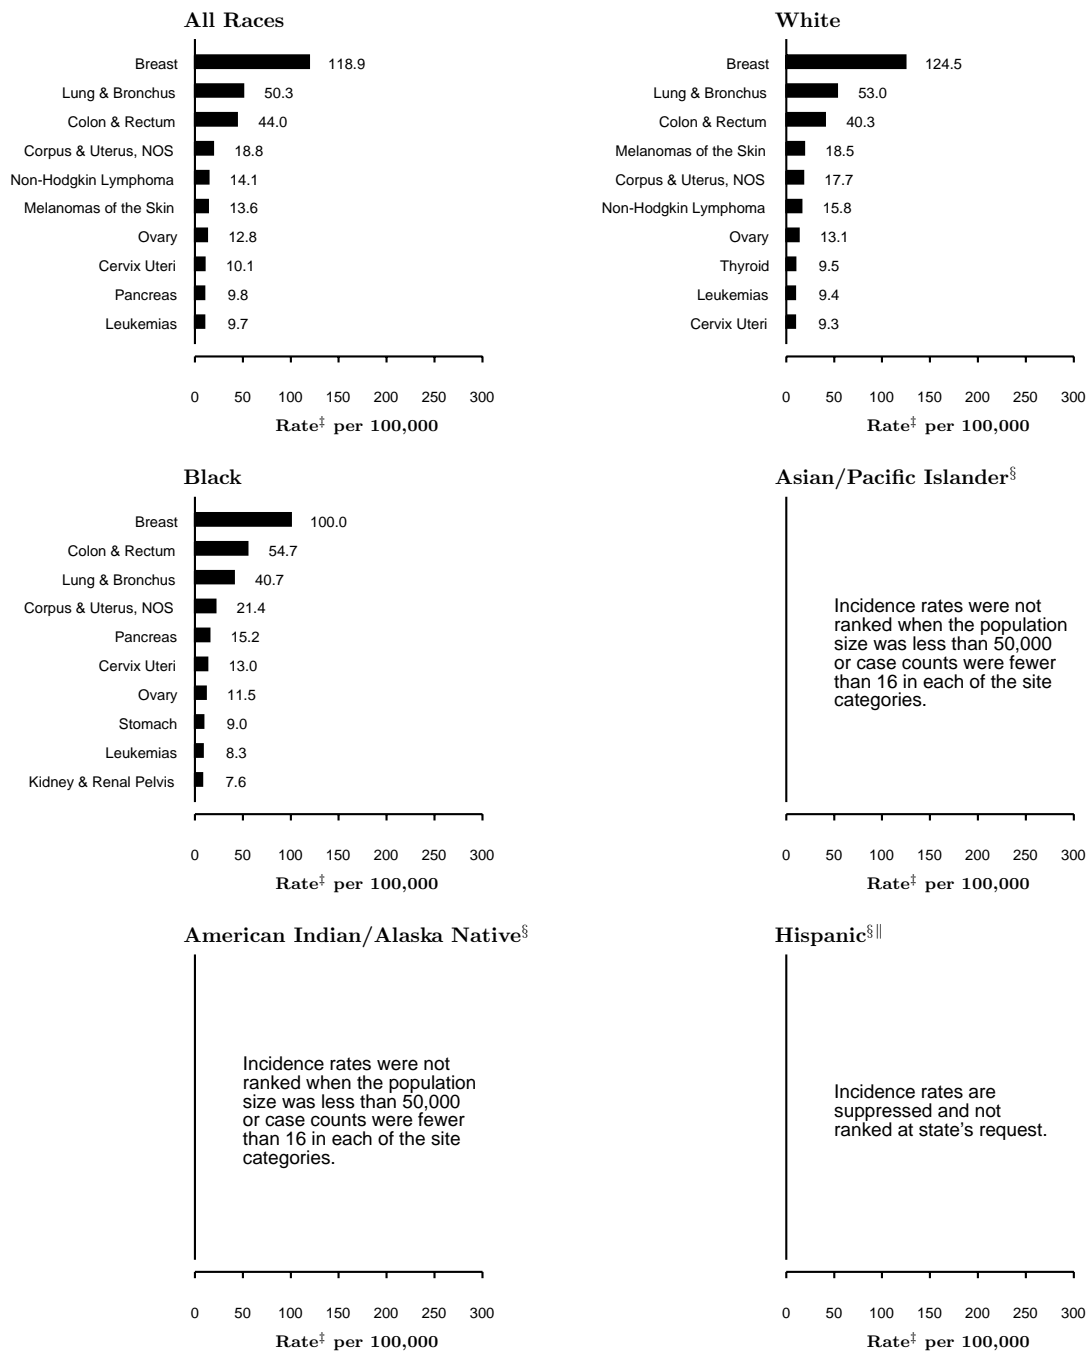 All Races
Breast 118.9
Lung & Bronchus 50.3
Colon & Rectum 44.0
Corpus & Uterus, NOS 18.8
Non-Hodgkin Lymphoma 14.1
Melanomas of the Skin 13.6
Ovary 12.8
Cervix Uteri 10.1
Pancreas 9.8
Leukemias 9.7
0 50 100 150 200 250 300
Rate‡ per 100,000
White
Breast 124.5
Lung & Bronchus 53.0
Colon & Rectum 40.3
Melanomas of the Skin 18.5
Corpus & Uterus, NOS 17.7
Non-Hodgkin Lymphoma 15.8
Ovary 13.1
Thyroid 9.5
Leukemias 9.4
Cervix Uteri 9.3
0 50 100 150 200 250 300
Rate‡ per 100,000
Black
Breast 100.0
Colon & Rectum 54.7
Lung & Bronchus 40.7
Corpus & Uterus, NOS 21.4
Pancreas 15.2
Cervix Uteri 13.0
Ovary 11.5
Stomach 9.0
Leukemias 8.3
Kidney & Renal Pelvis 7.6
0 50 100 150 200 250 300
Rate‡ per 100,000
Asian/Pacific Islander§
Incidence rates were not
ranked when the population
size was less than 50,000
or case counts were fewer
than 16 in each of the site
categories.
0 50 100 150 200 250 300
Rate‡ per 100,000
American Indian/Alaska Native§
Incidence rates were not
ranked when the population
size was less than 50,000
or case counts were fewer
than 16 in each of the site
categories.
0 50 100 150 200 250 300
Rate‡ per 100,000
Hispanic§‖
Incidence rates are
suppressed and not
ranked at state's request.
0 50 100 150 200 250 300
Rate‡ per 100,000